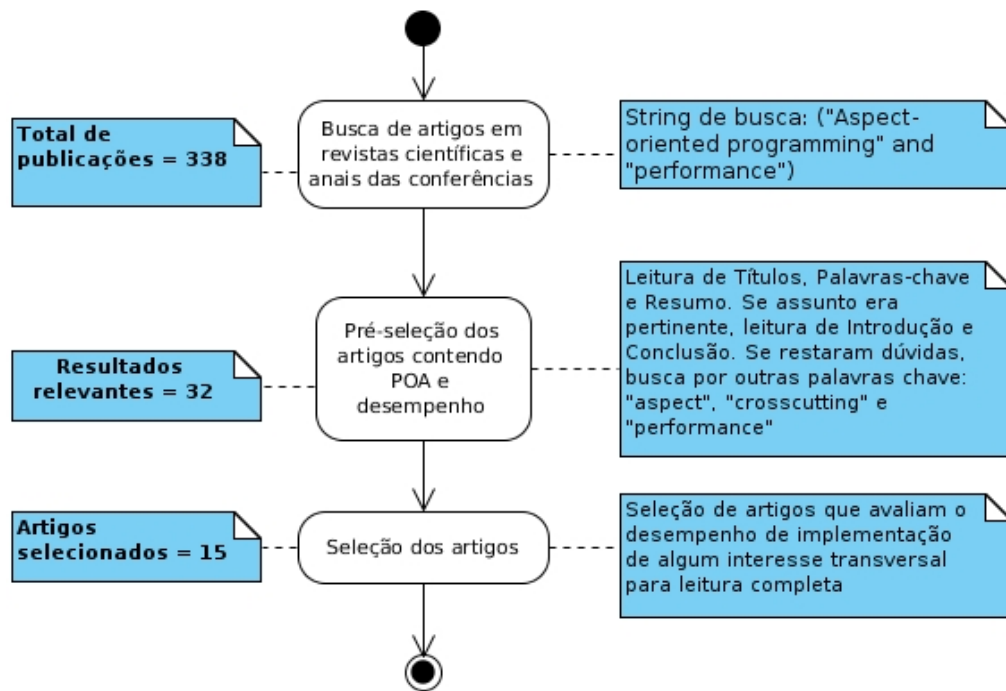 Total de
publicações = 338
Busca de artigos em
revistas científicas e
anais das conferências
String de busca: ("Aspect-
oriented programming" and
"performance")
Resultados
relevantes = 32
Pré-seleção dos
artigos contendo
POA e
desempenho
Leitura de Títulos, Palavras-chave
e Resumo. Se assunto era
pertinente, leitura de Introdução e
Conclusão. Se restaram dúvidas,
busca por outras palavras chave:
"aspect", "crosscutting" e
"performance"
Artigos
selecionados = 15
Seleção dos artigos
Seleção de artigos que avaliam o
desempenho de implementação
de algum interesse transversal
para leitura completa